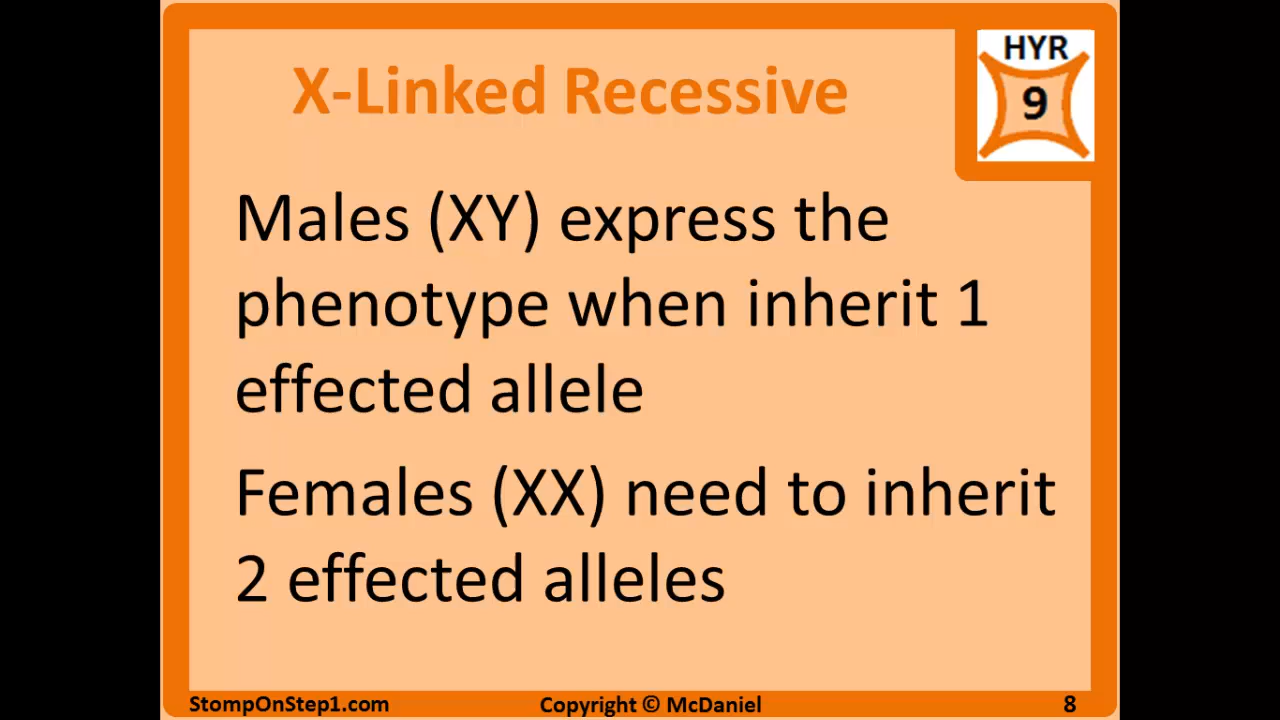 X-Linked Recessive
HYR
9
Males (XY) express the
phenotype when inherit 1
effected allele
Females (XX) need to inherit
2 effected alleles
StompOnStep1.com
Copyright © McDaniel
8